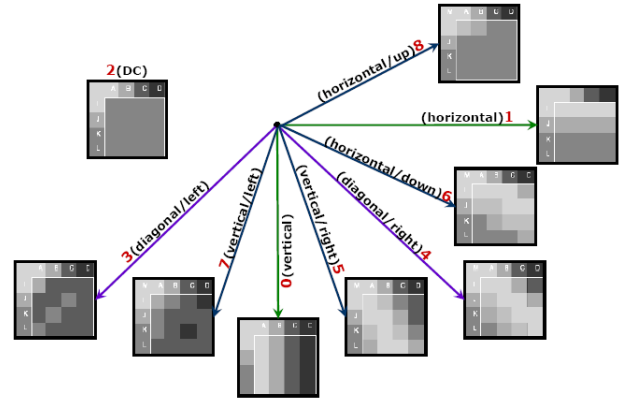 M A B C D
I
J
K
L
(horizontal/up)8
2(DC)
A B C D
I
J
K
L
(horizontal)1
(horizontal/down)6
M A B C D
I
J
K
L
3(diagonal/left)
7(vertical/left)
0(vertical)
(vertical/right)5
(diagonal/right)4
A B C D
I
J
K
L
M A B C D
I
J
K
L
A B C D
M A B C D
I
J
K
L
M A B C D
I
J
K
L